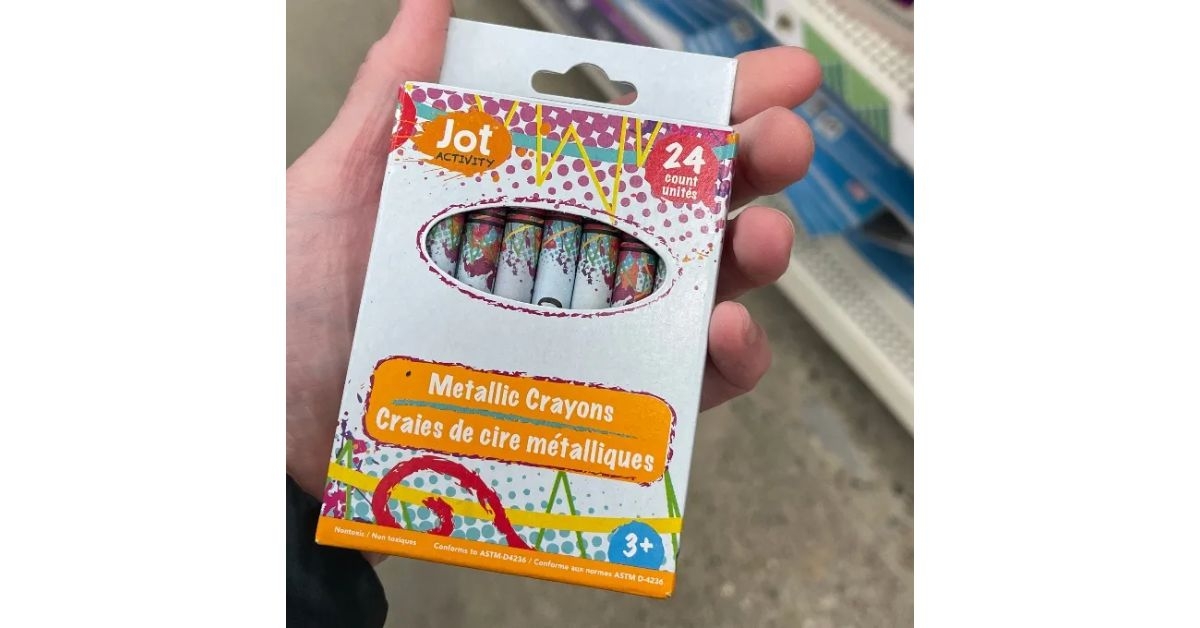 Jot
ACTIVITY
24
count
unités
Metallic Crayons
Craies de cire métalliques
3+
Nontoxic / Non toxiques
Conforms to ASTM-D4236 / Conforme aux normes ASTM D-4236